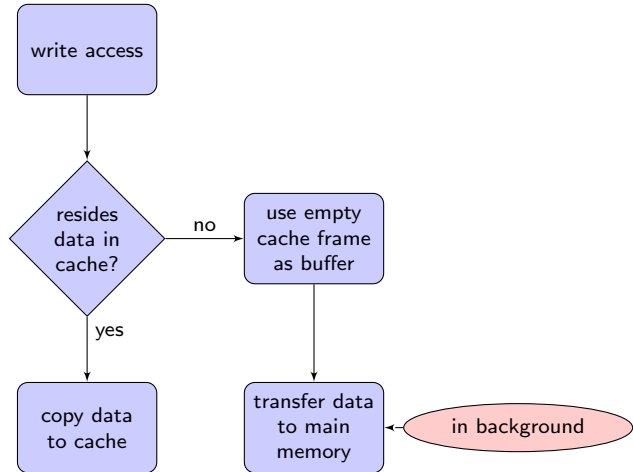 write access
resides
data in
cache?
no
use empty
cache frame
as buffer
yes
copy data
to cache
transfer data
to main
memory
in background